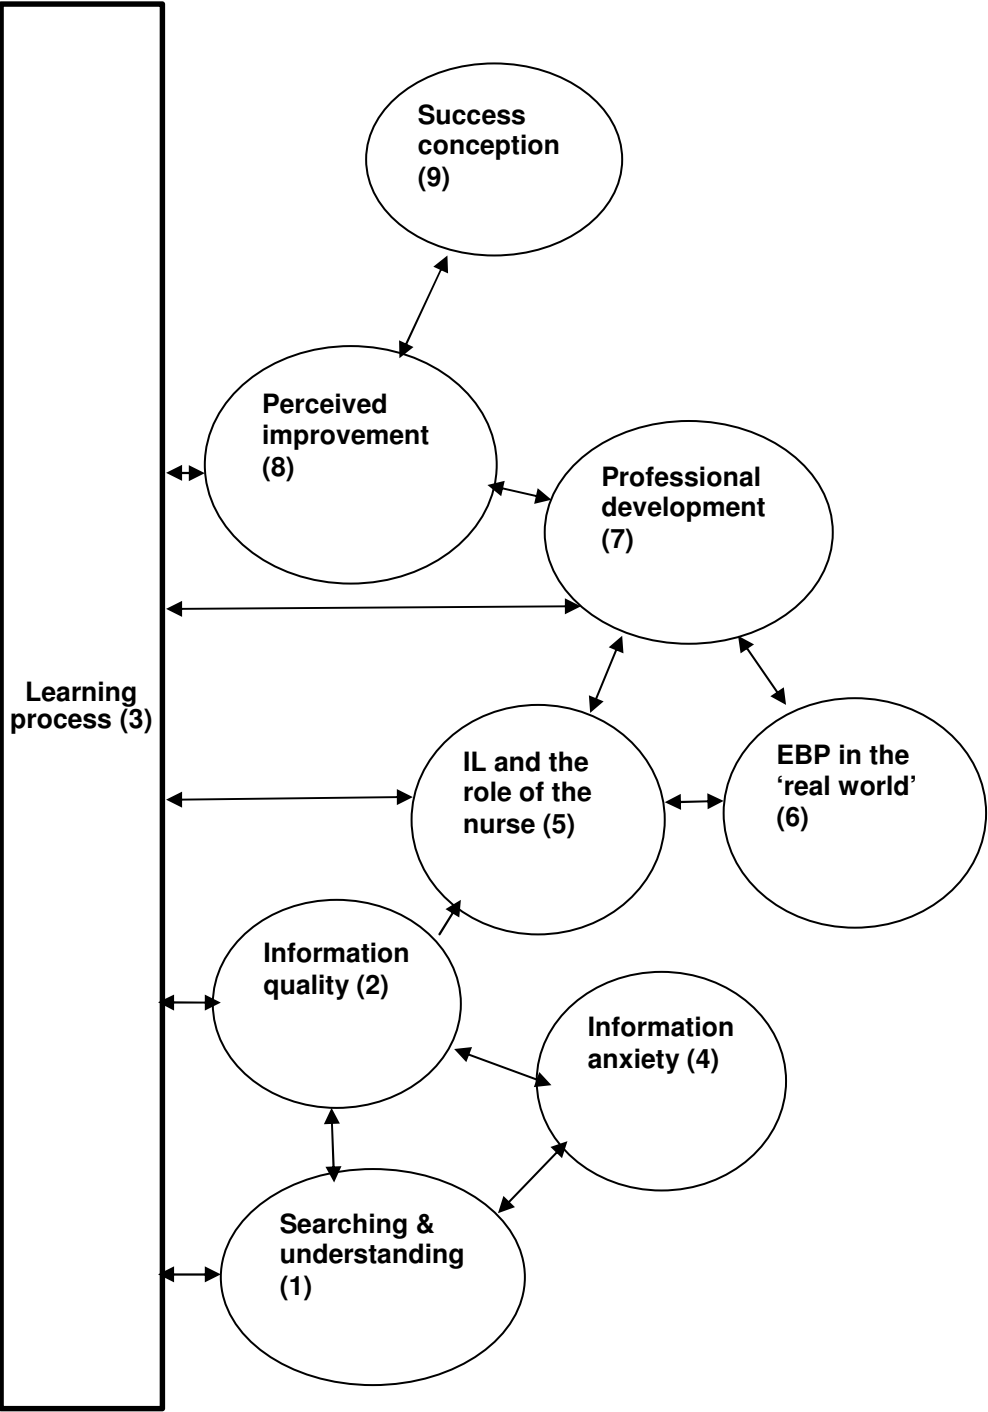 Success
conception
(9)
Perceived
improvement
(8)
Professional
development
(7)
Learning
process (3)
IL and the
role of the
nurse (5)
EBP in the
‘real world’
(6)
Information
quality (2)
Information
anxiety (4)
Searching &
understanding
(1)